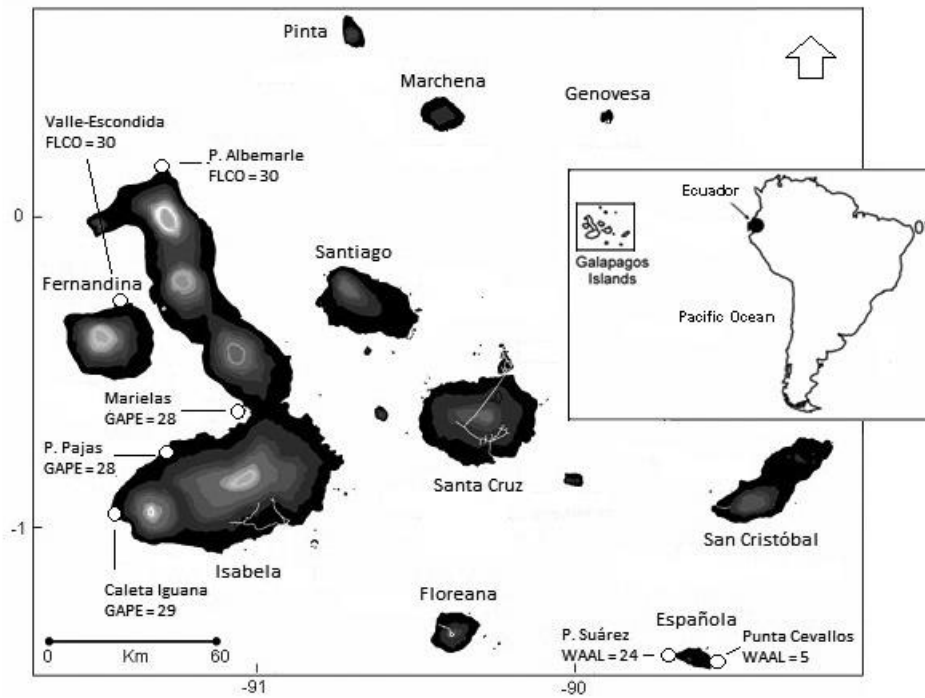 Pinta
Marchena
Genovesa
Valle-Escondida
FLCO = 30
P. Albemarle
FLCO = 30
Ecuador
0
0
Galapagos
Islands
Santiago
Fernandina
Pacific Ocean
Marielas
GAPE = 28
P. Pajas
GAPE = 28
Santa Cruz
-1
San Cristóbal
Isabela
Caleta Iguana
GAPE = 29
Floreana
Española
P. Suárez
WAAL = 24
Punta Cevallos
WAAL = 5
0 Km 60
-91
-90